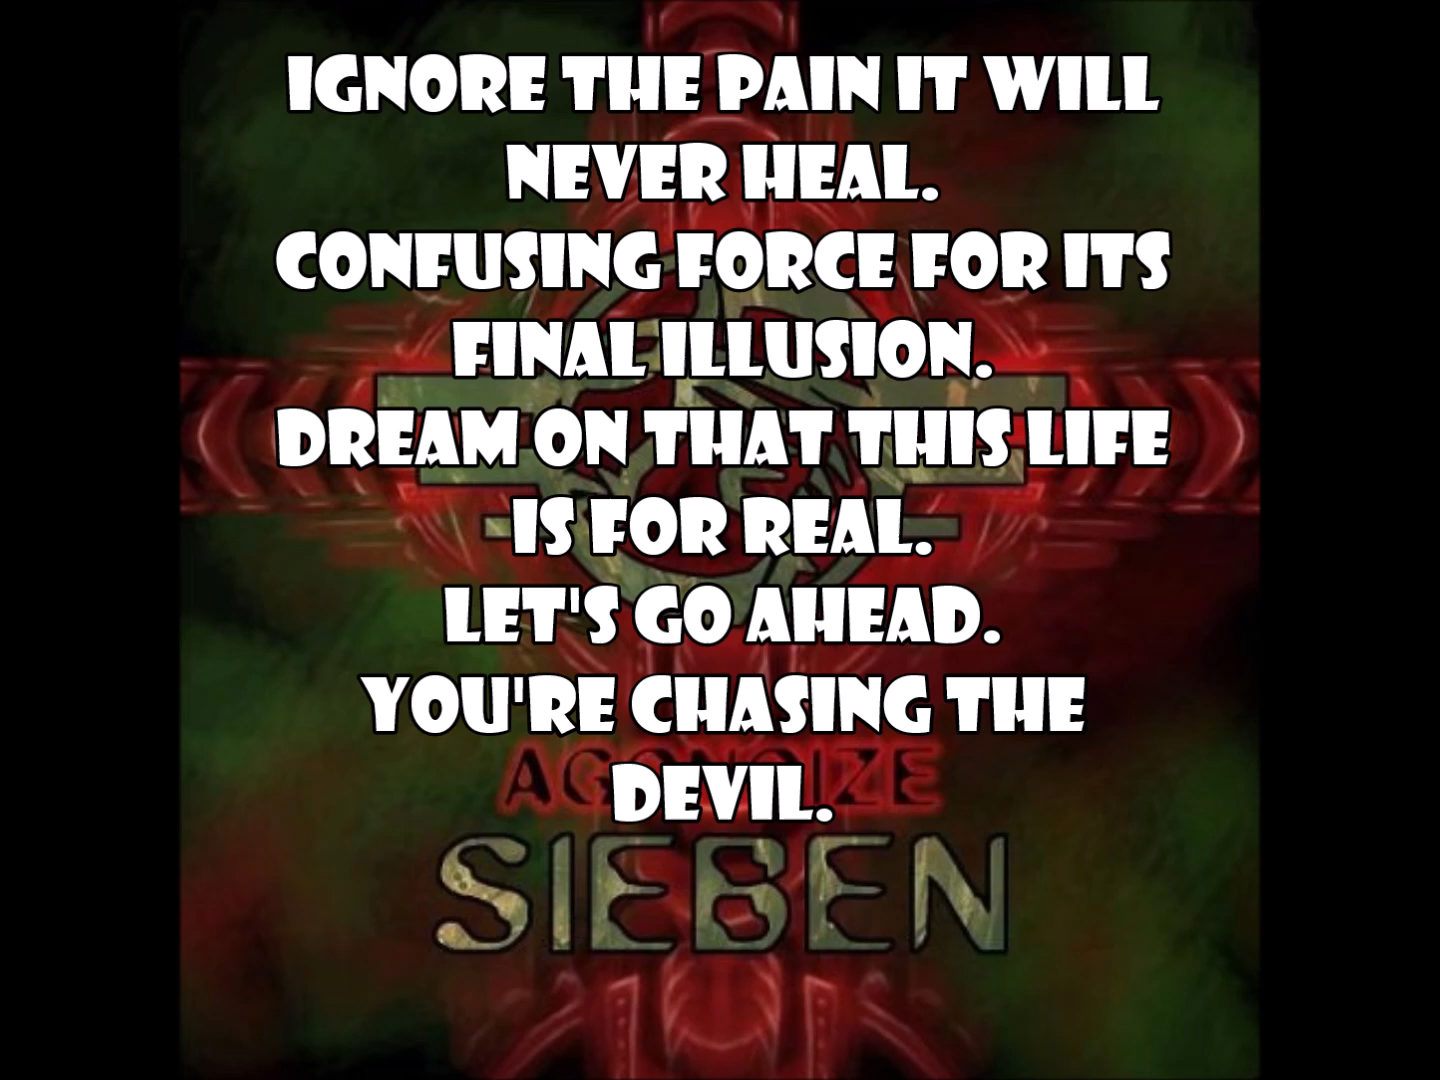 IGNORE THE PAIN IT WILL
NEVER HEAL.
CONFUSING FORCE FOR ITS
FINAL ILLUSION.
DREAM ON THAT THIS LIFE
IS FOR REAL.
LET'S GO AHEAD.
YOU'RE CHASING THE
DEVIL.
AGONOIZE
SIEBEN